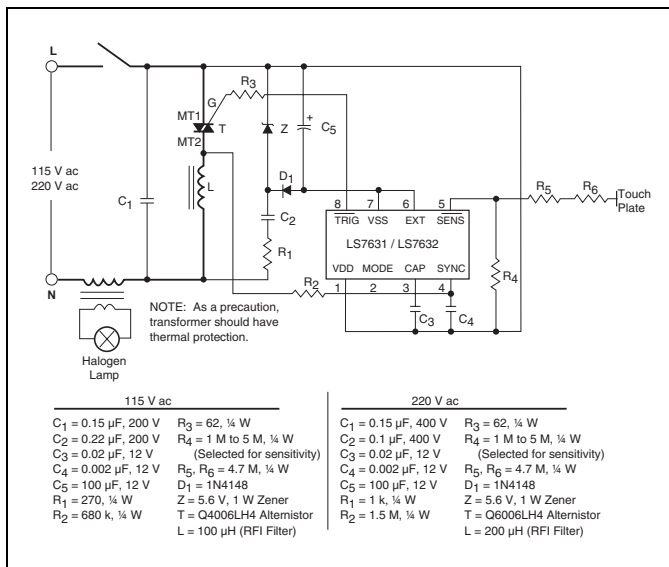 L
R3
G
MT1
T
MT2
Z
C5
+
115 V ac
220 V ac
C1
L
D1
C2
R1
8 7 6 5
TRIG VSS EXT SENS
LS7631 / LS7632
VDD MODE CAP SYNC
1 2 3 4
R5
R6
Touch
Plate
R4
R2
C3
C4
N
NOTE: As a precaution,
transformer should have
thermal protection.
Halogen
Lamp
115 V ac
C1 = 0.15 µF, 200 V
C2 = 0.22 µF, 200 V
C3 = 0.02 µF, 12 V
C4 = 0.002 µF, 12 V
C5 = 100 µF, 12 V
R1 = 270, ¼ W
R2 = 680 k, ¼ W
R3 = 62, ¼ W
R4 = 1 M to 5 M, ¼ W
(Selected for sensitivity)
R5, R6 = 4.7 M, ¼ W
D1 = 1N4148
Z = 5.6 V, 1 W Zener
T = Q4006LH4 Alternistor
L = 100 µH (RFI Filter)
220 V ac
C1 = 0.15 µF, 400 V
C2 = 0.1 µF, 400 V
C3 = 0.02 µF, 12 V
C4 = 0.002 µF, 12 V
C5 = 100 µF, 12 V
R1 = 1 k, ¼ W
R2 = 1.5 M, ¼ W
R3 = 62, ¼ W
R4 = 1 M to 5 M, ¼ W
(Selected for sensitivity)
R5, R6 = 4.7 M, ¼ W
D1 = 1N4148
Z = 5.6 V, 1 W Zener
T = Q6006LH4 Alternistor
L = 200 µH (RFI Filter)